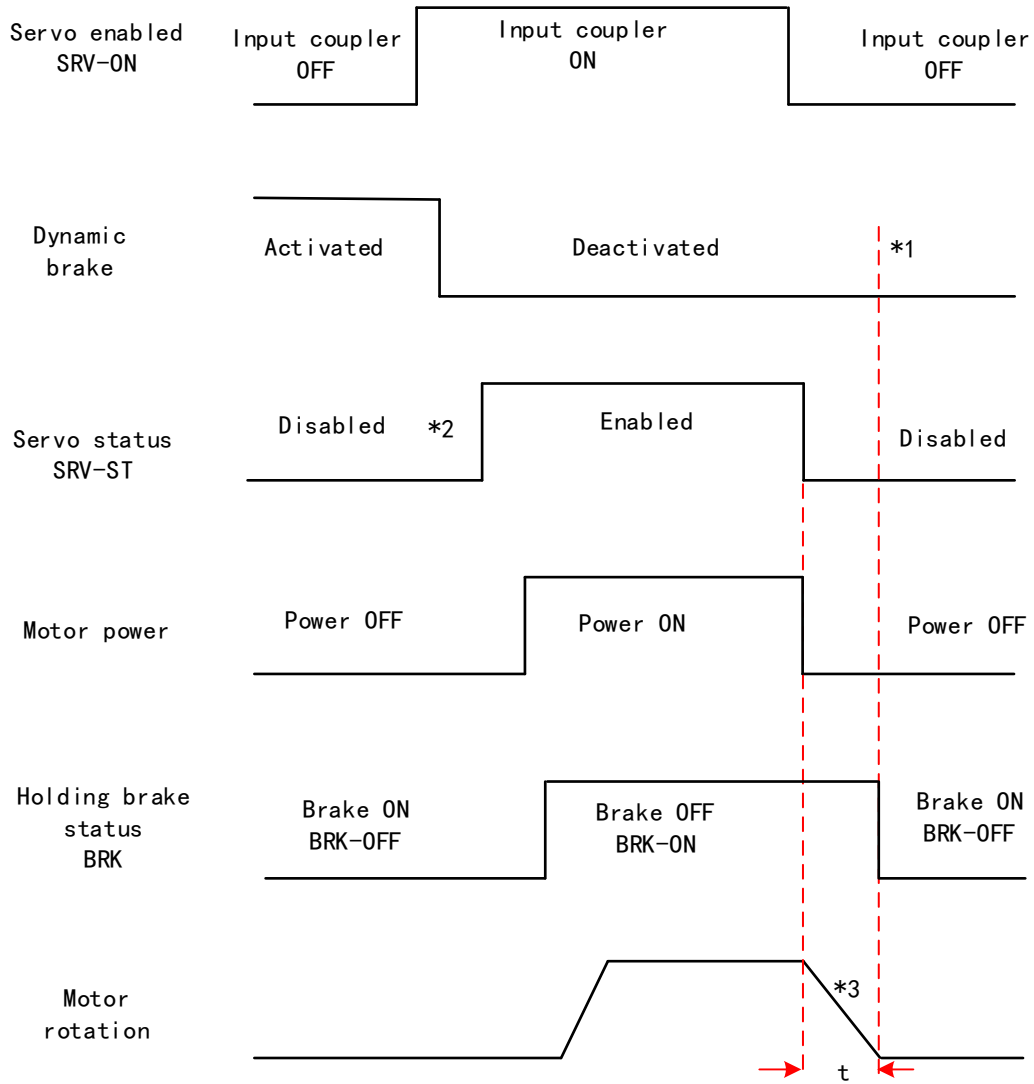 Servo enabled
SRV-ON
Input coupler
OFF
Input coupler
ON
Input coupler
OFF
Dynamic
brake
Activated
Deactivated
*1
Servo status
SRV-ST
Disabled
*2
Enabled
Disabled
Motor power
Power OFF
Power ON
Power OFF
Holding brake
status
BRK
Brake ON
BRK-OFF
Brake OFF
BRK-ON
Brake ON
BRK-OFF
Motor
rotation
*3
t